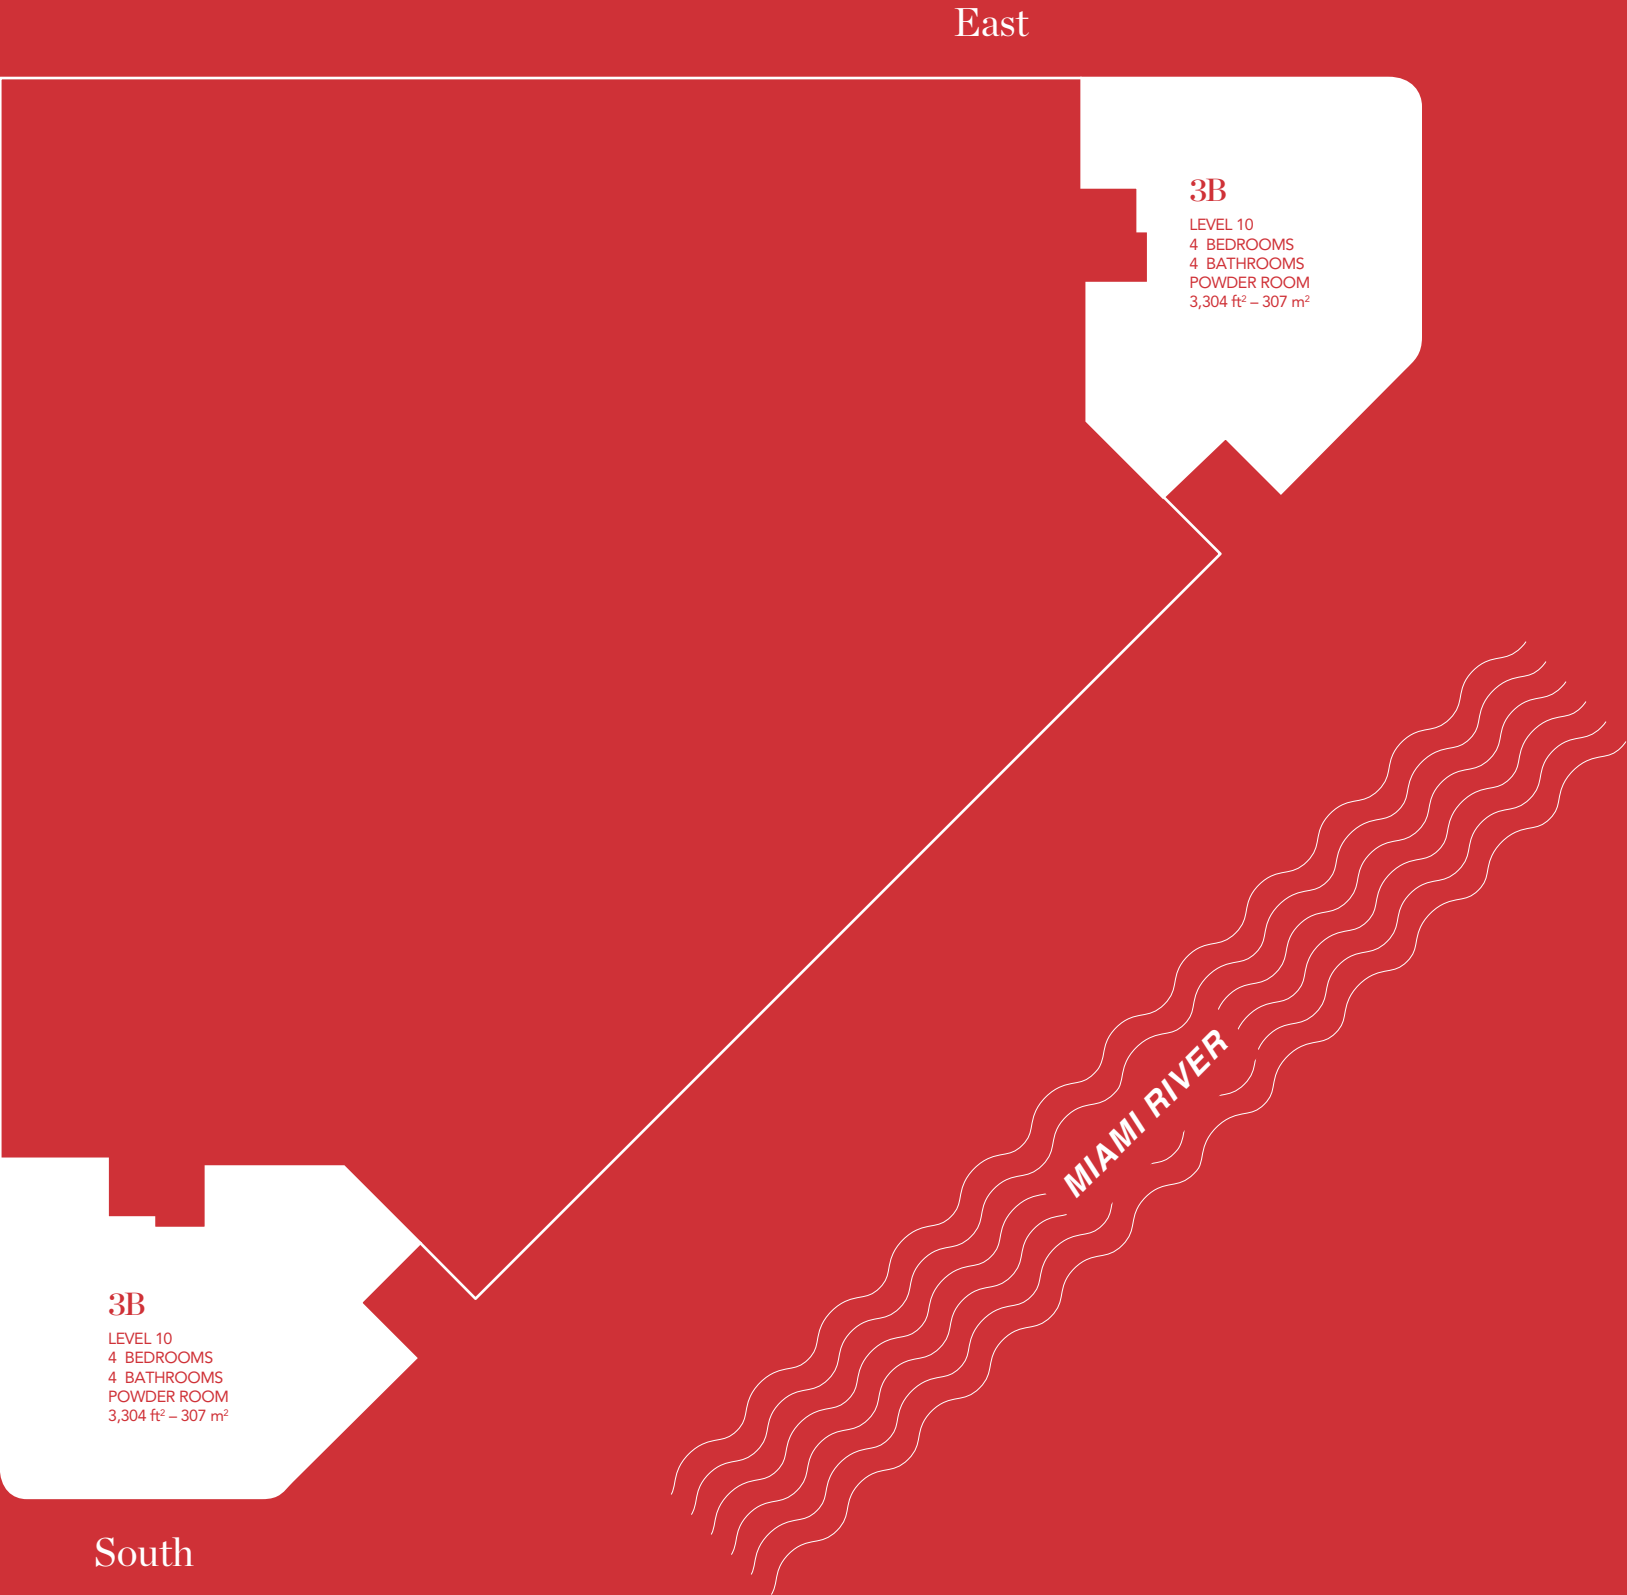 East
3B
LEVEL 10
4 BEDROOMS
4 BATHROOMS
POWDER ROOM
3,304 ft² – 307 m²
MIAMI RIVER
3B
LEVEL 10
4 BEDROOMS
4 BATHROOMS
POWDER ROOM
3,304 ft² – 307 m²
South